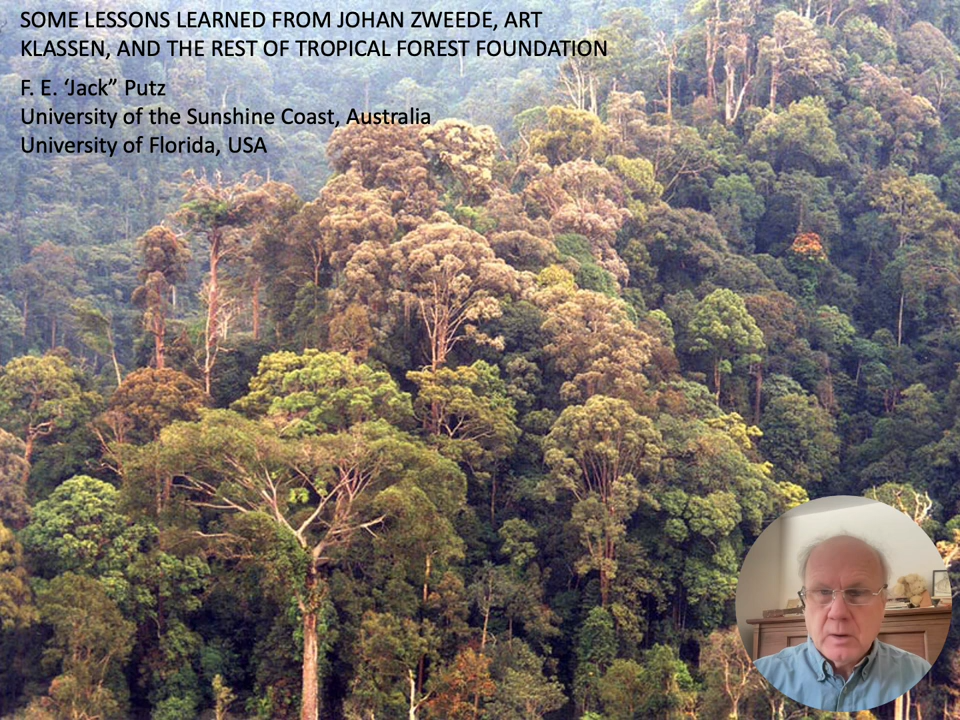 SOME LESSONS LEARNED FROM JOHAN ZWEEDE, ART
KLASSEN, AND THE REST OF TROPICAL FOREST FOUNDATION
F. E. ‘Jack” Putz
University of the Sunshine Coast, Australia
University of Florida, USA